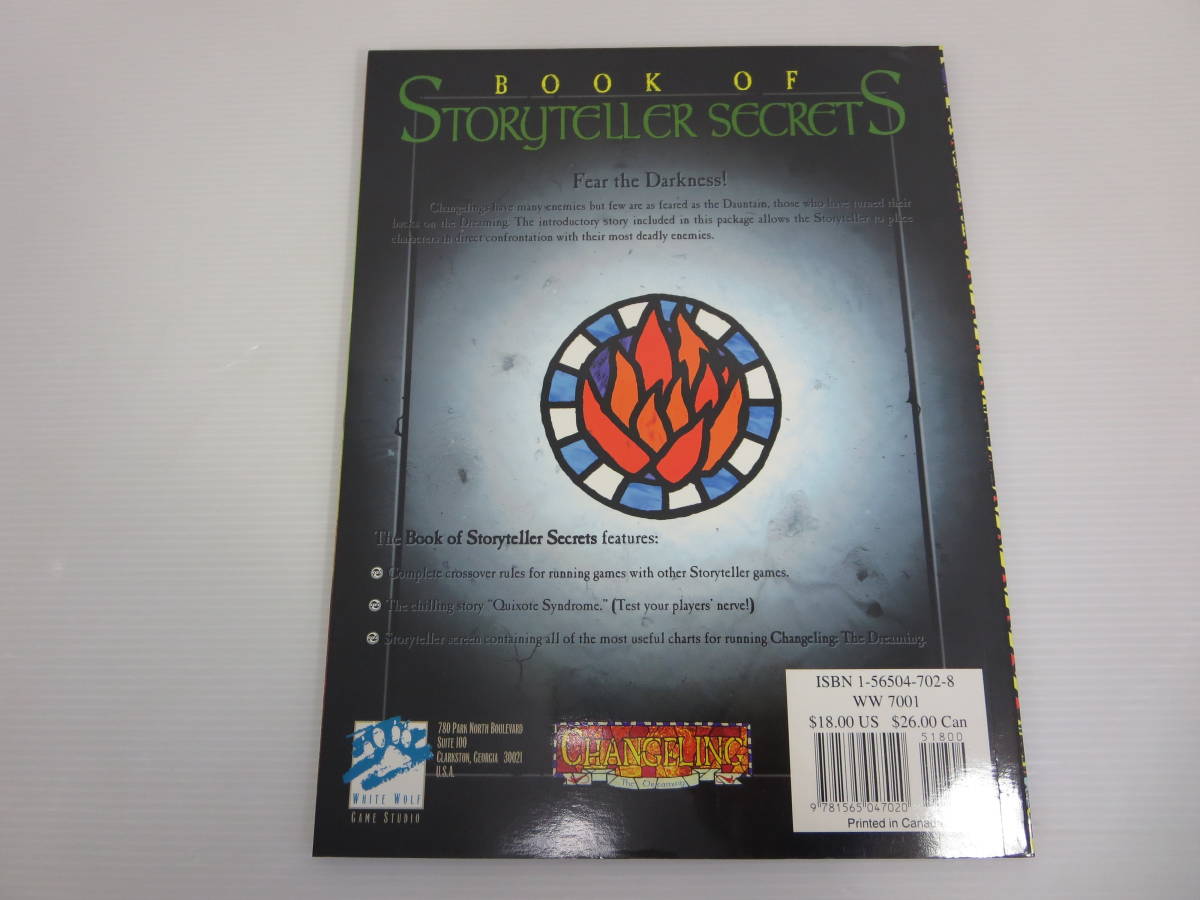 BOOK OF
STORYTELLER SECRETS
Fear the Darkness!
Changelings have many enemies but few are as feared as the Dauntain, those who have turned their
backs on the Dreaming. The introductory story included in this package allows the Storyteller to place
characters in direct confrontation with their most deadly enemies.
The Book of Storyteller Secrets features:
Complete crossover rules for running games with other Storyteller games.
The chilling story "Quixote Syndrome." (Test your players' nerve!)
Storyteller screen containing all of the most useful charts for running Changeling: The Dreaming.
WHITE WOLF
GAME STUDIO
780 PARK NORTH BOULEVARD
SUITE 100
CLARKSTON, GEORGIA 30021
U.S.A.
CHANGELING
The Dreaming
ISBN 1-56504-702-8
WW 7001
$18.00 US $26.00 Can
51800
9 781565 047020
Printed in Canada